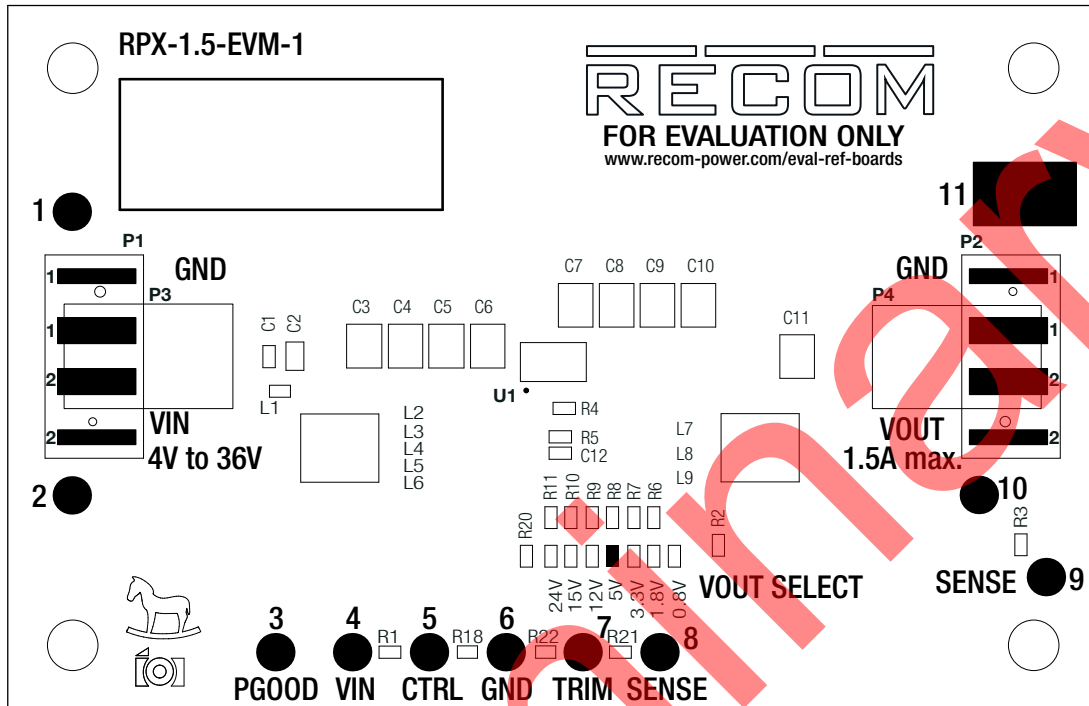 RPX-1.5-EVM-1
RECOM
FOR EVALUATION ONLY
www.recom-power.com/eval-ref-boards
1
11
P1
P2
GND
GND
1
1
P3
P4
C7
C8
C9
C10
C3
C4
C5
C6
C11
C1
C2
1
1
2
2
L1
U1
R4
R5
C12
L2
L3
L4
L5
L6
L7
L8
L9
2
2
VIN
4V to 36V
VOUT
1.5A max.
2
10
R20
R11
R10
R9
R8
R7
R6
R2
R3
24V
15V
12V
5V
3.3V
1.8V
0.8V
VOUT SELECT
SENSE
9
3
4
5
6
7
8
R1
R18
R22
R21
PGOOD
VIN
CTRL
GND
TRIM
SENSE